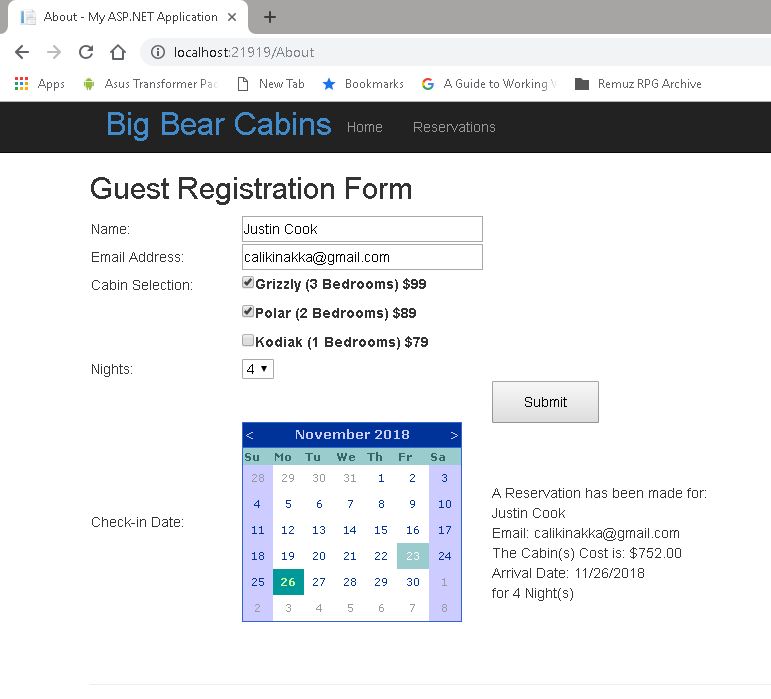 About - My ASP.NET Application
localhost:21919/About
Apps Asus Transformer Pac New Tab Bookmarks A Guide to Working Remuz RPG Archive
Big Bear Cabins Home Reservations
Guest Registration Form
Name: Justin Cook
Email Address: calikinakka@gmail.com
Cabin Selection: Grizzly (3 Bedrooms) $99
Polar (2 Bedrooms) $89
Kodiak (1 Bedrooms) $79
Nights: 4
Submit
< November 2018 >
Su Mo Tu We Th Fr Sa
28 29 30 31 1 2 3
4 5 6 7 8 9 10
11 12 13 14 15 16 17
18 19 20 21 22 23 24
25 26 27 28 29 30 1
2 3 4 5 6 7 8
Check-in Date:
A Reservation has been made for:
Justin Cook
Email: calikinakka@gmail.com
The Cabin(s) Cost is: $752.00
Arrival Date: 11/26/2018
for 4 Night(s)